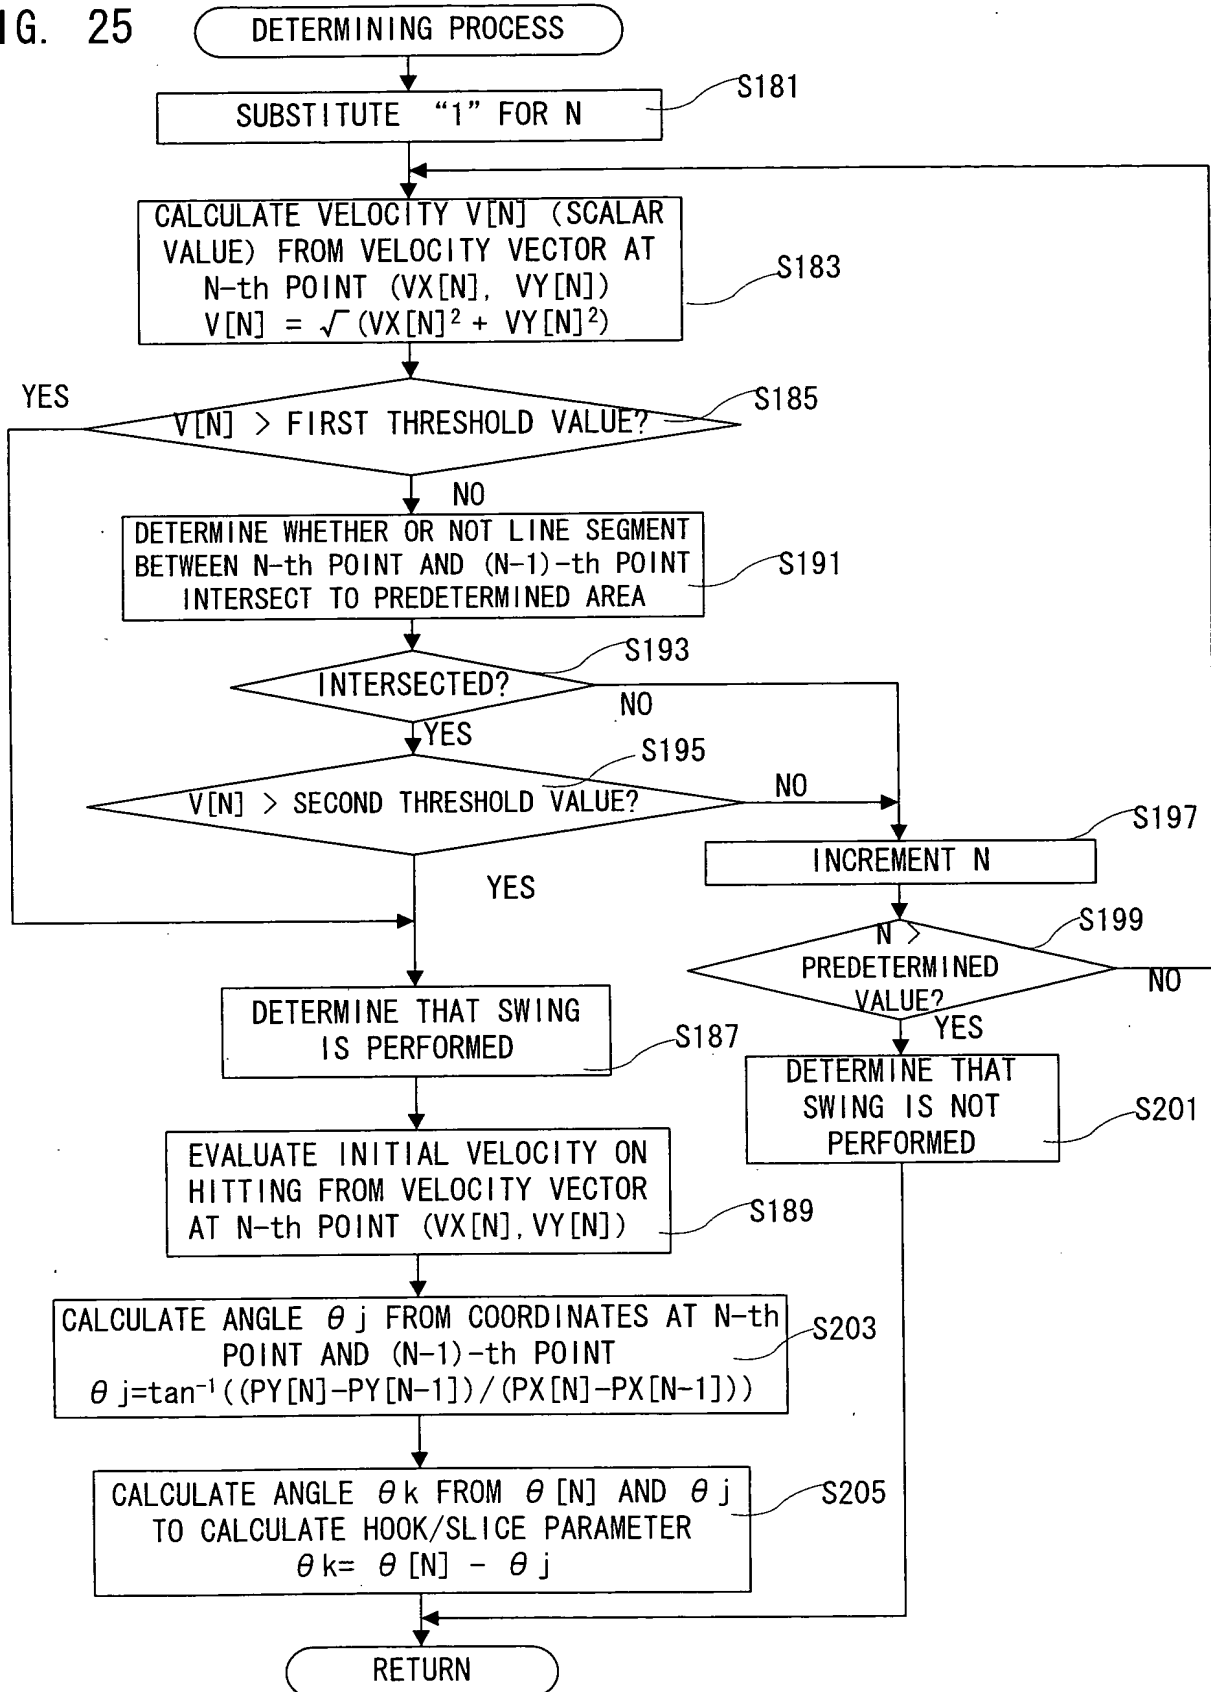 IG. 25
DETERMINING PROCESS
S181
SUBSTITUTE “1” FOR N
CALCULATE VELOCITY V[N] (SCALAR
VALUE) FROM VELOCITY VECTOR AT
N-th POINT (VX[N], VY[N])
V[N] = √(VX[N]² + VY[N]²)
S183
YES
V[N] > FIRST THRESHOLD VALUE?
S185
NO
DETERMINE WHETHER OR NOT LINE SEGMENT
BETWEEN N-th POINT AND (N-1)-th POINT
INTERSECT TO PREDETERMINED AREA
S191
S193
INTERSECTED?
NO
YES
S195
V[N] > SECOND THRESHOLD VALUE?
NO
S197
INCREMENT N
YES
S199
N >
PREDETERMINED
VALUE?
NO
YES
DETERMINE THAT SWING
IS PERFORMED
S187
DETERMINE THAT
SWING IS NOT
PERFORMED
S201
EVALUATE INITIAL VELOCITY ON
HITTING FROM VELOCITY VECTOR
AT N-th POINT (VX[N], VY[N])
S189
CALCULATE ANGLE θj FROM COORDINATES AT N-th
POINT AND (N-1)-th POINT
θj=tan⁻¹((PY[N]-PY[N-1])/(PX[N]-PX[N-1]))
S203
CALCULATE ANGLE θk FROM θ[N] AND θj
TO CALCULATE HOOK/SLICE PARAMETER
θk= θ[N] - θj
S205
RETURN